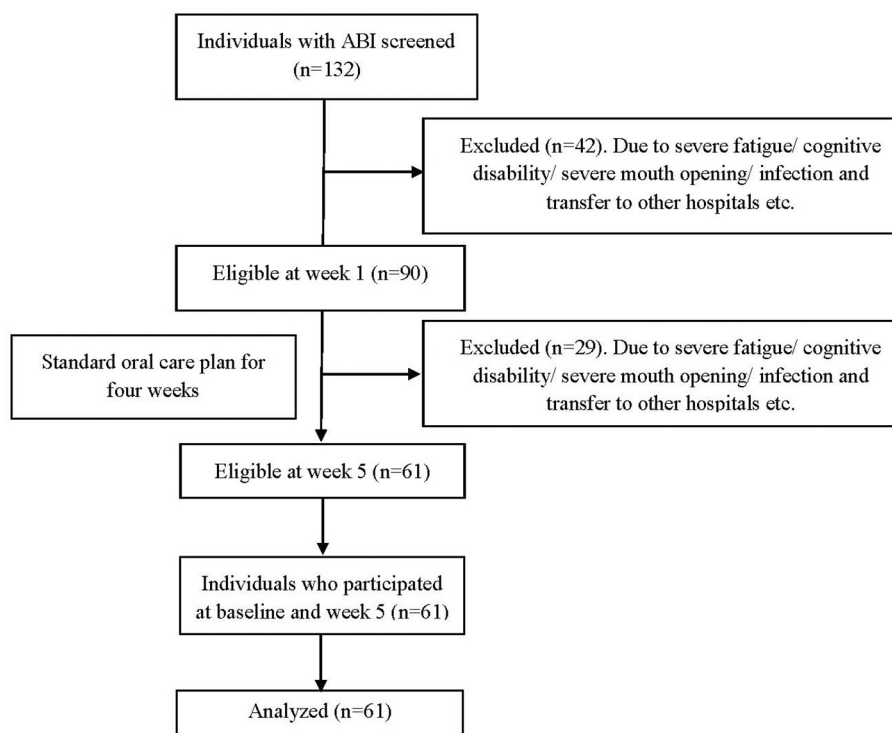 Individuals with ABI screened
(n=132)
Excluded (n=42). Due to severe fatigue/ cognitive
disability/ severe mouth opening/ infection and
transfer to other hospitals etc.
Eligible at week 1 (n=90)
Standard oral care plan for
four weeks
Excluded (n=29). Due to severe fatigue/ cognitive
disability/ severe mouth opening/ infection and
transfer to other hospitals etc.
Eligible at week 5 (n=61)
Individuals who participated
at baseline and week 5 (n=61)
Analyzed (n=61)